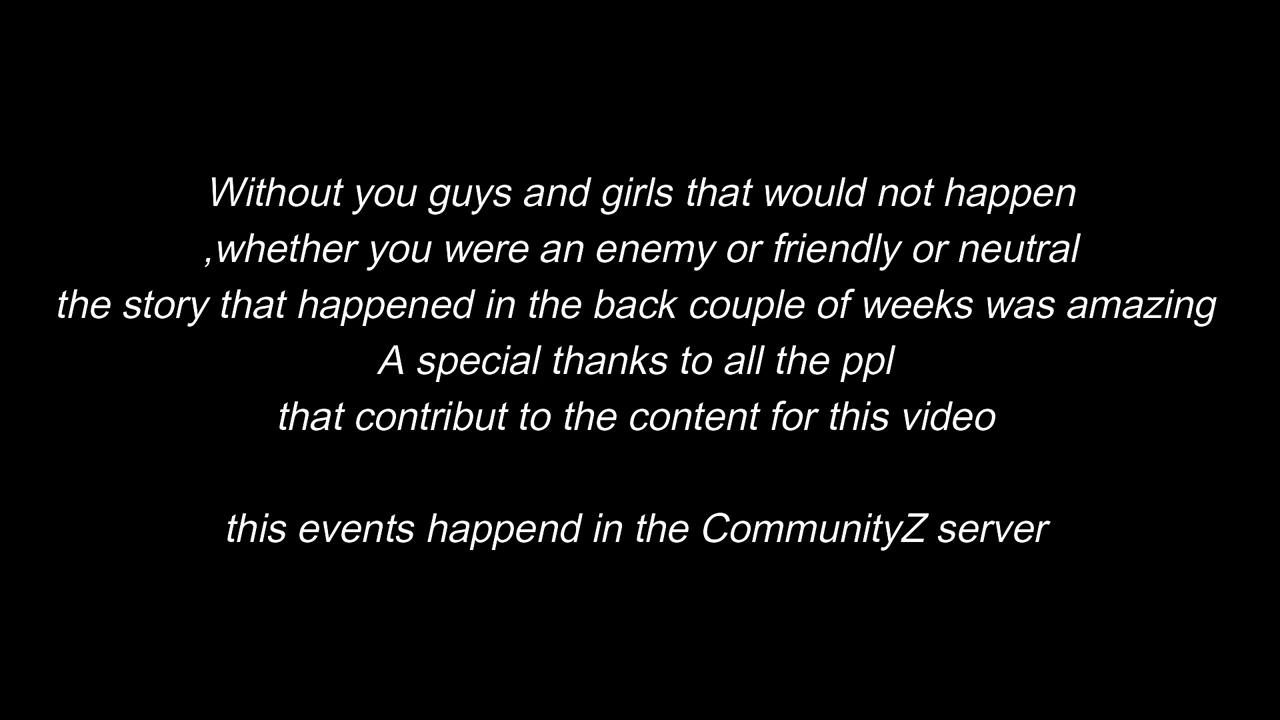 Without you guys and girls that would not happen
,whether you were an enemy or friendly or neutral
the story that happened in the back couple of weeks was amazing
A special thanks to all the ppl
that contribut to the content for this video
this events happend in the CommunityZ server